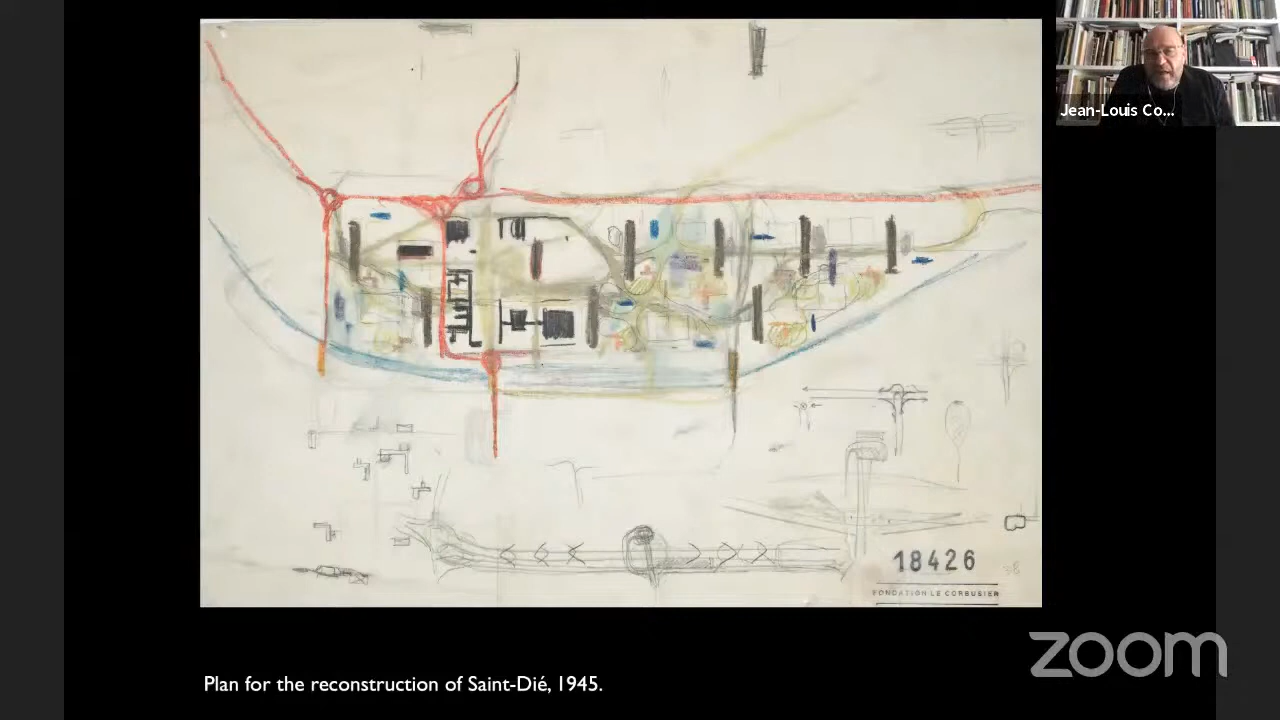 Jean-Louis Co...
18426
FONDATION LE CORBUSIER
zoom
Plan for the reconstruction of Saint-Dié, 1945.